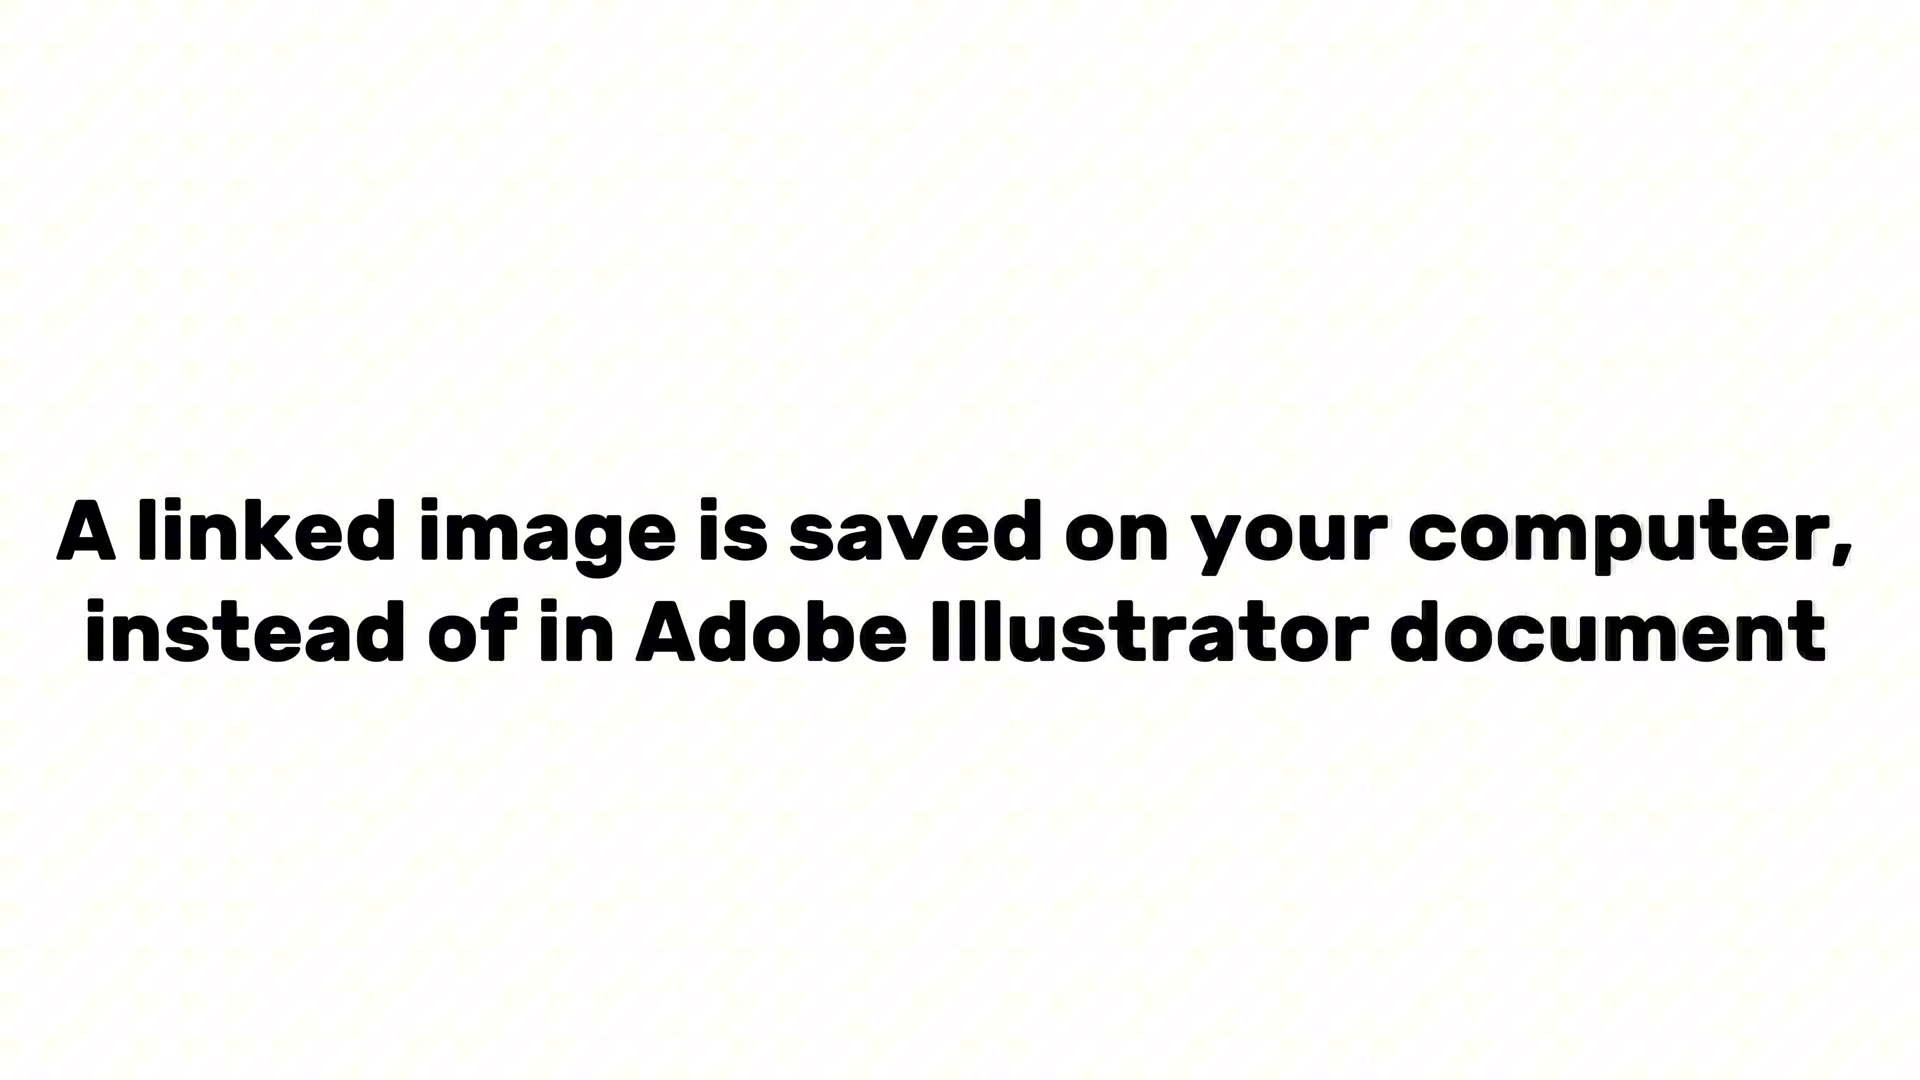 A linked image is saved on your computer,
instead of in Adobe Illustrator document